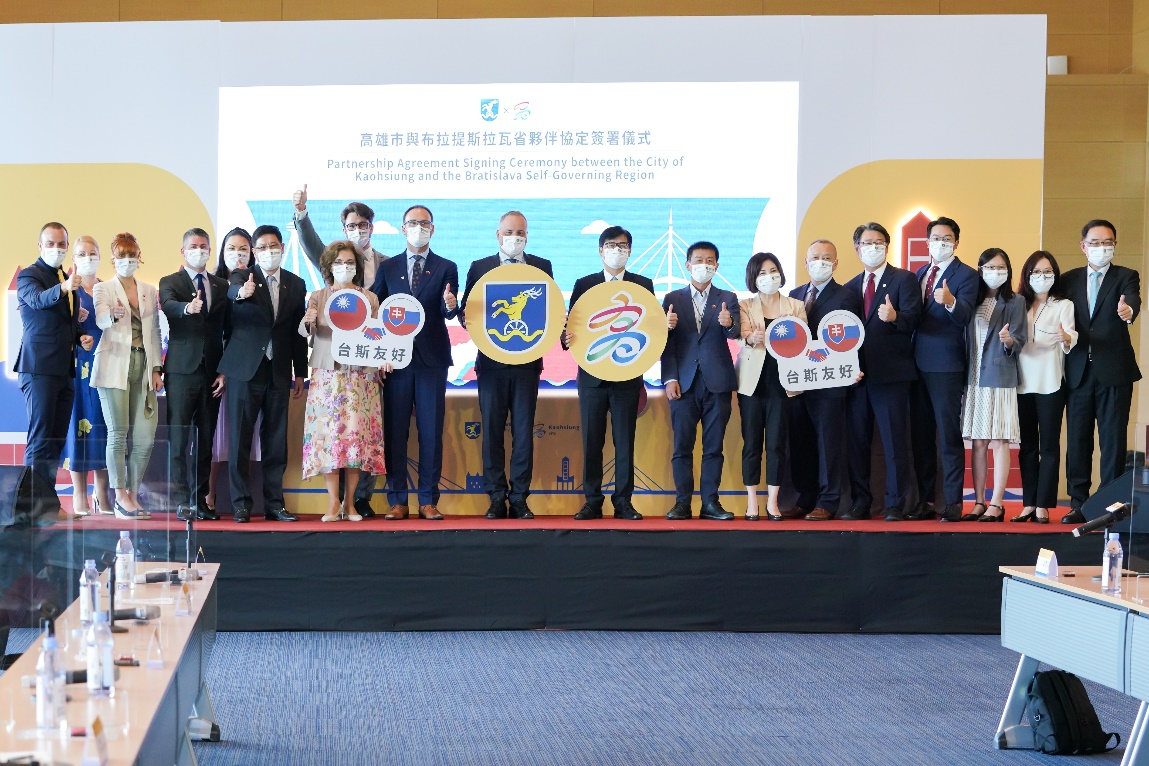 高雄市與布拉提斯拉瓦省夥伴協定簽署儀式
Partnership Agreement Signing Ceremony between the City of
Kaohsiung and the Bratislava Self-Governing Region
台斯友好
台斯友好
Kaohsiung